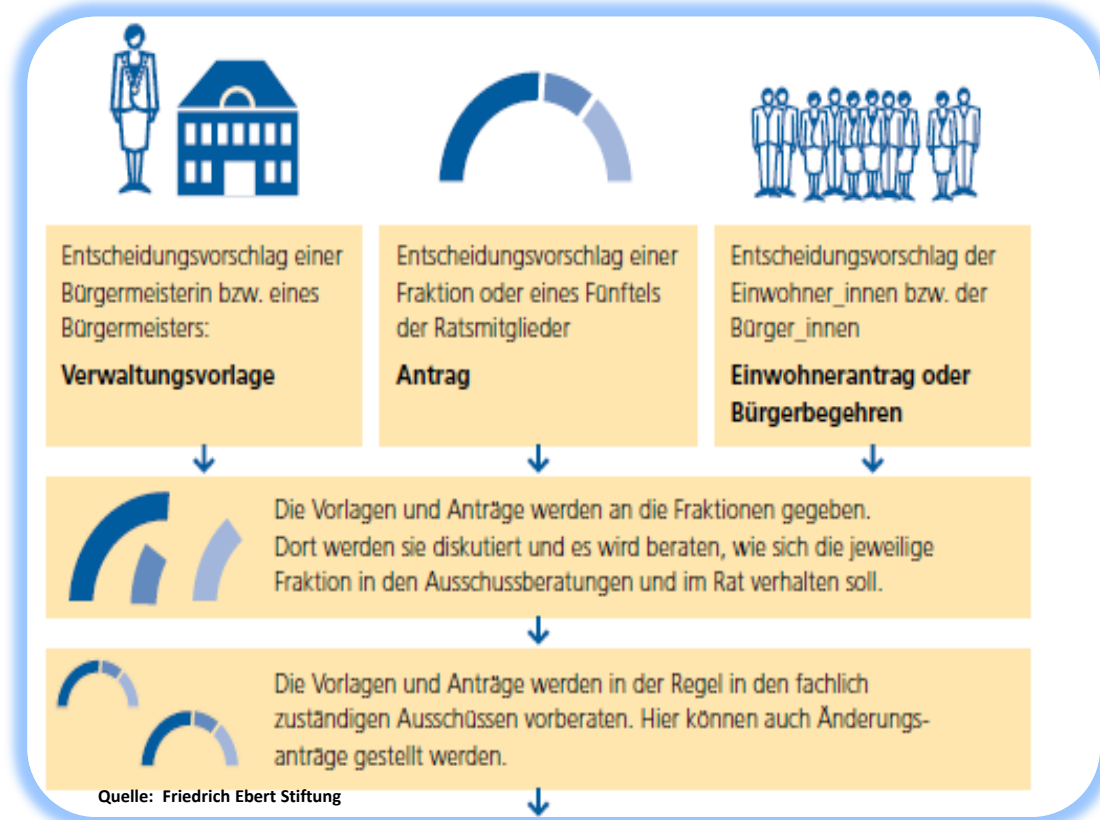 Entscheidungsvorschlag einer
Bürgermeisterin bzw. eines
Bürgermeisters:
Verwaltungsvorlage
Entscheidungsvorschlag einer
Fraktion oder eines Fünftels
der Ratsmitglieder
Antrag
Entscheidungsvorschlag der
Einwohner_innen bzw. der
Bürger_innen
Einwohnerantrag oder
Bürgerbegehren
Die Vorlagen und Anträge werden an die Fraktionen gegeben.
Dort werden sie diskutiert und es wird beraten, wie sich die jeweilige
Fraktion in den Ausschussberatungen und im Rat verhalten soll.
Die Vorlagen und Anträge werden in der Regel in den fachlich
zuständigen Ausschüssen vorberaten. Hier können auch Änderungs-
anträge gestellt werden.
Quelle: Friedrich Ebert Stiftung